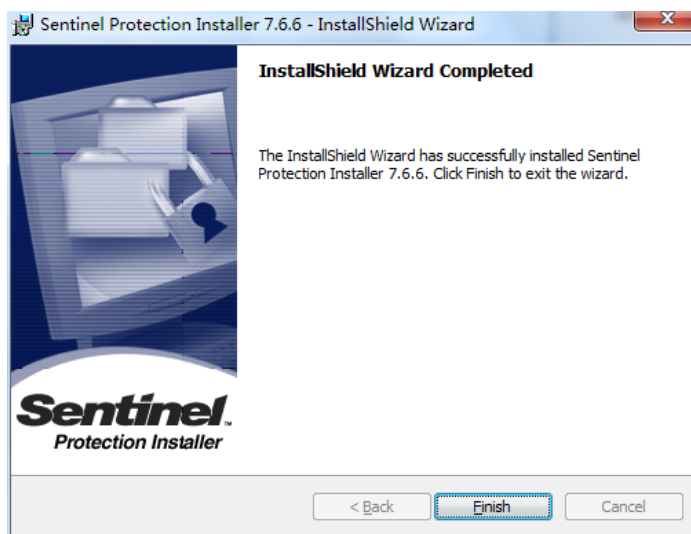 Sentinel Protection Installer 7.6.6 - InstallShield Wizard
InstallShield Wizard Completed
The InstallShield Wizard has successfully installed Sentinel
Protection Installer 7.6.6. Click Finish to exit the wizard.
Sentinel™
Protection Installer
< Back Finish Cancel